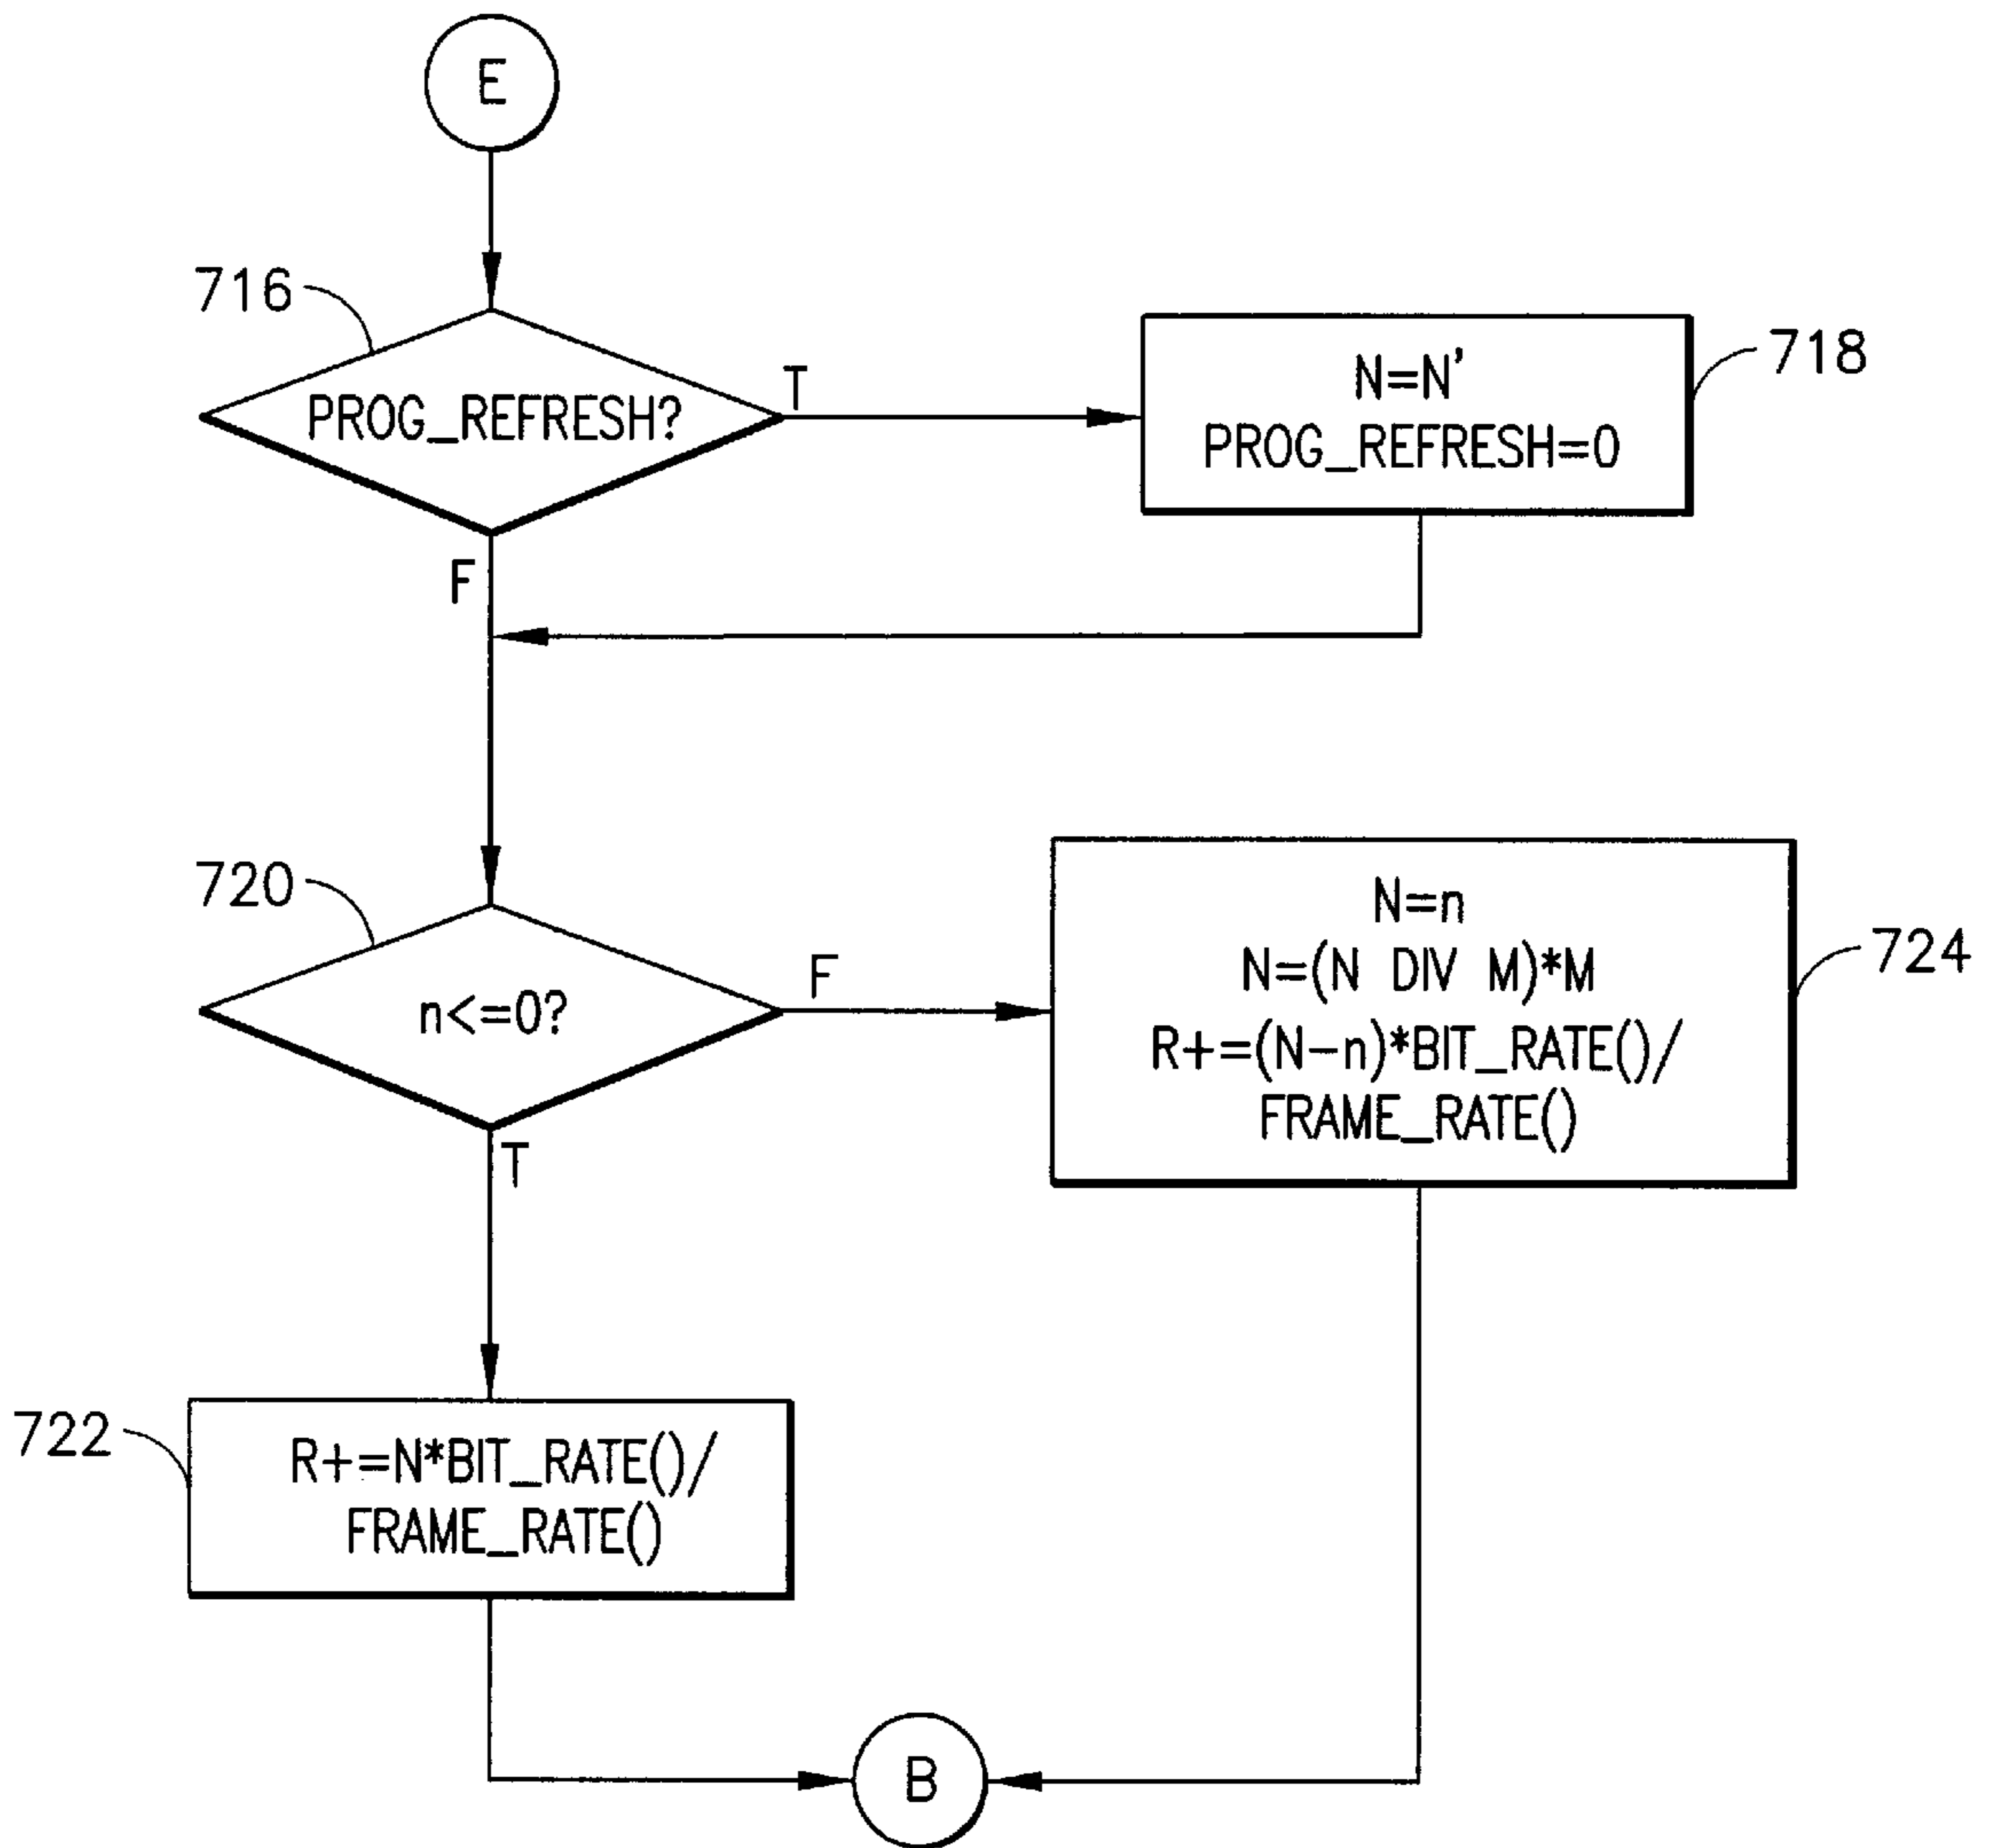 E
716
PROG_REFRESH?
T
N=N'
PROG_REFRESH=0
718
F
720
n<=0?
F
N=n
N=(N DIV M)*M
R+=(N-n)*BIT_RATE()/
FRAME_RATE()
724
T
722
R+=N*BIT_RATE()/
FRAME_RATE()
B